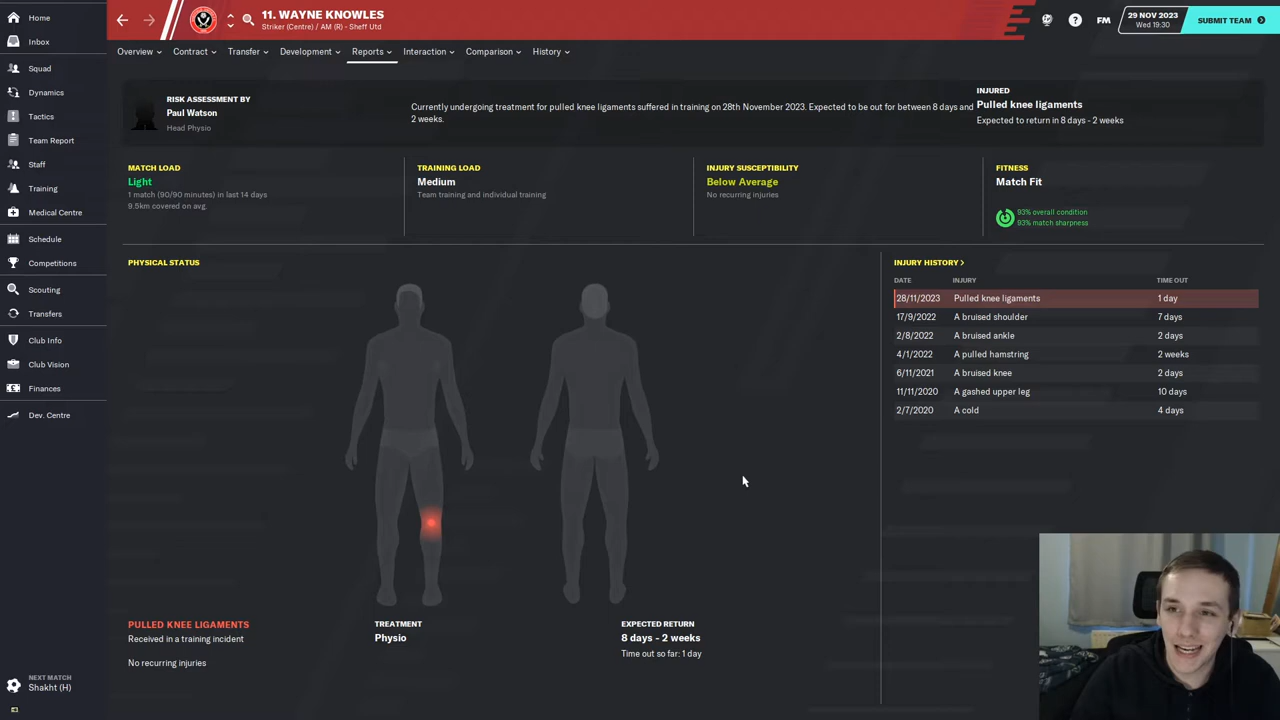 Home
Inbox
Squad
Dynamics
Tactics
Team Report
Staff
Training
Medical Centre
Schedule
Competitions
Scouting
Transfers
Club Info
Club Vision
Finances
Dev. Centre
NEXT MATCH
Shakht (H)
11. WAYNE KNOWLES
Striker (Centre) / AM (R) - Sheff Utd
FM
29 NOV 2023
Wed 19:30
SUBMIT TEAM
Overview
Contract
Transfer
Development
Reports
Interaction
Comparison
History
RISK ASSESSMENT BY
Paul Watson
Head Physio
Currently undergoing treatment for pulled knee ligaments suffered in training on 28th November 2023. Expected to be out for between 8 days and
2 weeks.
INJURED
Pulled knee ligaments
Expected to return in 8 days - 2 weeks
MATCH LOAD
Light
1 match (90/90 minutes) in last 14 days
9.5km covered on avg.
TRAINING LOAD
Medium
Team training and individual training
INJURY SUSCEPTIBILITY
Below Average
No recurring injuries
FITNESS
Match Fit
93% overall condition
93% match sharpness
PHYSICAL STATUS
PULLED KNEE LIGAMENTS
Received in a training incident
No recurring injuries
TREATMENT
Physio
EXPECTED RETURN
8 days - 2 weeks
Time out so far: 1 day
INJURY HISTORY >
DATE INJURY TIME OUT
28/11/2023 Pulled knee ligaments 1 day
17/9/2022 A bruised shoulder 7 days
2/8/2022 A bruised ankle 2 days
4/1/2022 A pulled hamstring 2 weeks
6/11/2021 A bruised knee 2 days
11/11/2020 A gashed upper leg 10 days
2/7/2020 A cold 4 days